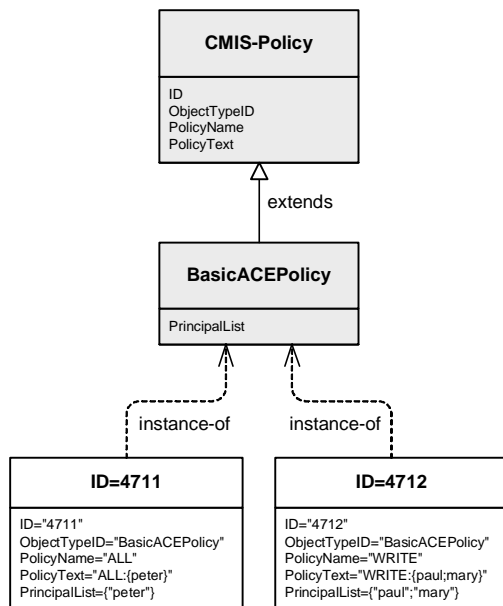 CMIS-Policy
ID
ObjectTypeID
PolicyName
PolicyText
extends
BasicACEPolicy
PrincipalList
instance-of
instance-of
ID=4711
ID="4711"
ObjectTypeID="BasicACEPolicy"
PolicyName="ALL"
PolicyText="ALL:{peter}"
PrincipalList={"peter"}
ID=4712
ID="4712"
ObjectTypeID="BasicACEPolicy"
PolicyName="WRITE"
PolicyText="WRITE:{paul;mary}"
PrincipalList={"paul";"mary"}